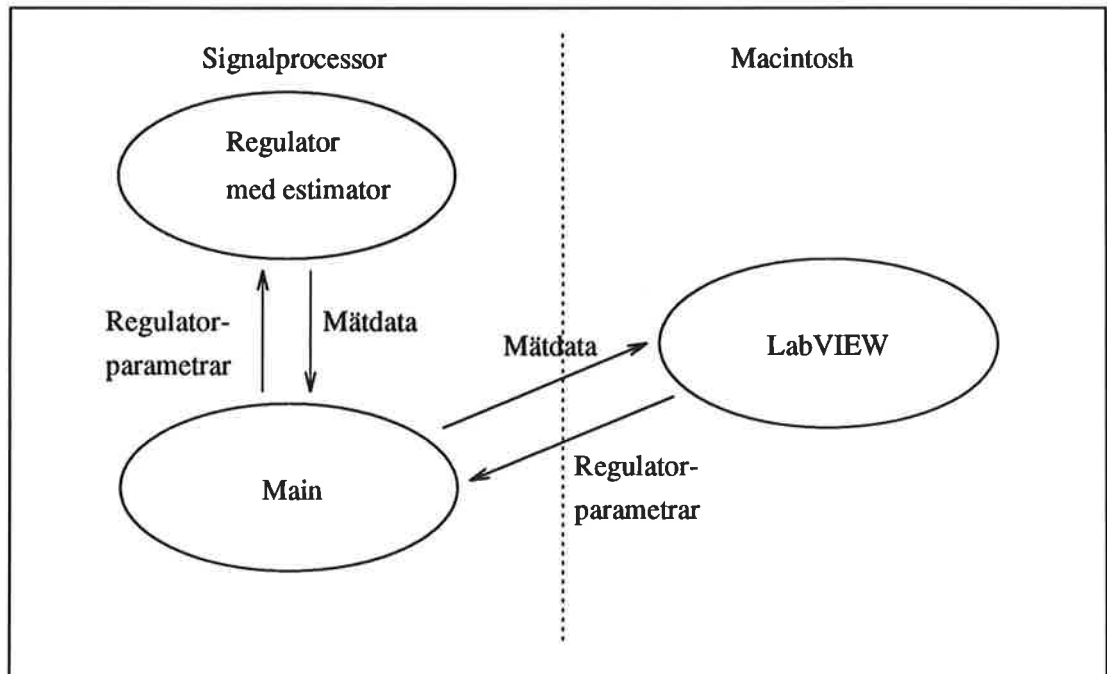 Signalprocessor
Macintosh
Regulator
med estimator
Regulator-
parametrar
Mätdata
Mätdata
LabVIEW
Main
Regulator-
parametrar